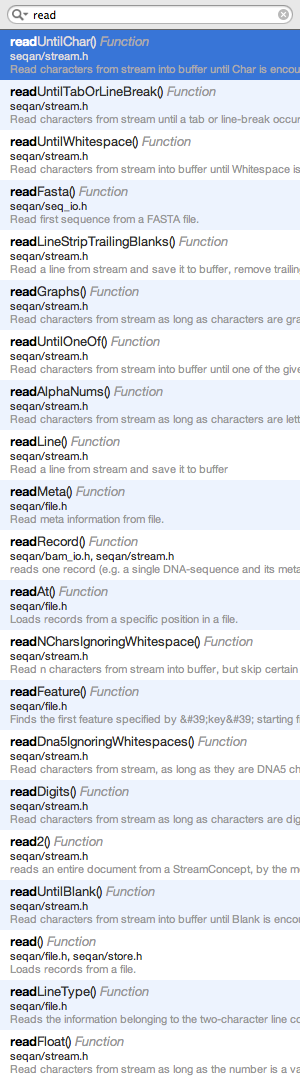 read
readUntilChar() Function
seqan/stream.h
Read characters from stream into buffer until Char is encou
readUntilTabOrLineBreak() Function
seqan/stream.h
Read characters from stream until a tab or line-break occur
readUntilWhitespace() Function
seqan/stream.h
Read characters from stream into buffer until Whitespace is
readFasta() Function
seqan/seq_io.h
Read first sequence from a FASTA file.
readLineStripTrailingBlanks() Function
seqan/stream.h
Read a line from stream and save it to buffer, remove trailin
readGraphs() Function
seqan/stream.h
Read characters from stream as long as characters are gra
readUntilOneOf() Function
seqan/stream.h
Read characters from stream into buffer until one of the give
readAlphaNums() Function
seqan/stream.h
Read characters from stream as long as characters are lett
readLine() Function
seqan/stream.h
Read a line from stream and save it to buffer
readMeta() Function
seqan/file.h
Read meta information from file.
readRecord() Function
seqan/bam_io.h, seqan/stream.h
reads one record (e.g. a single DNA-sequence and its meta
readAt() Function
seqan/file.h
Loads records from a specific position in a file.
readNCharsIgnoringWhitespace() Function
seqan/stream.h
Read n characters from stream into buffer, but skip certain
readFeature() Function
seqan/file.h
Finds the first feature specified by &#39;key&#39; starting f
readDna5IgnoringWhitespaces() Function
seqan/stream.h
Read characters from stream, as long as they are DNA5 ch
readDigits() Function
seqan/stream.h
Read characters from stream as long as characters are dig
read2() Function
seqan/stream.h
reads an entire document from a StreamConcept, by the me
readUntilBlank() Function
seqan/stream.h
Read characters from stream into buffer until Blank is encou
read() Function
seqan/file.h, seqan/store.h
Loads records from a file.
readLineType() Function
seqan/file.h
Reads the information belonging to the two-character line co
readFloat() Function
seqan/stream.h
Read characters from stream as long as the number is a va